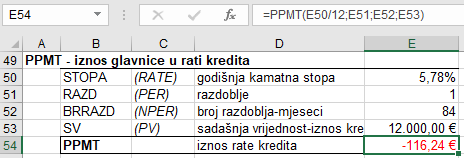 E54 =PPMT(E50/12;E51;E52;E53)
A B C D E
49 PPMT - iznos glavnice u rati kredita
50 STOPA (RATE) godišnja kamatna stopa 5,78%
51 RAZD (PER) razdoblje 1
52 BRRAZD (NPER) broj razdoblja-mjeseci 84
53 SV (PV) sadašnja vrijednost-iznos kre 12.000,00 €
54 PPMT iznos rate kredita -116,24 €